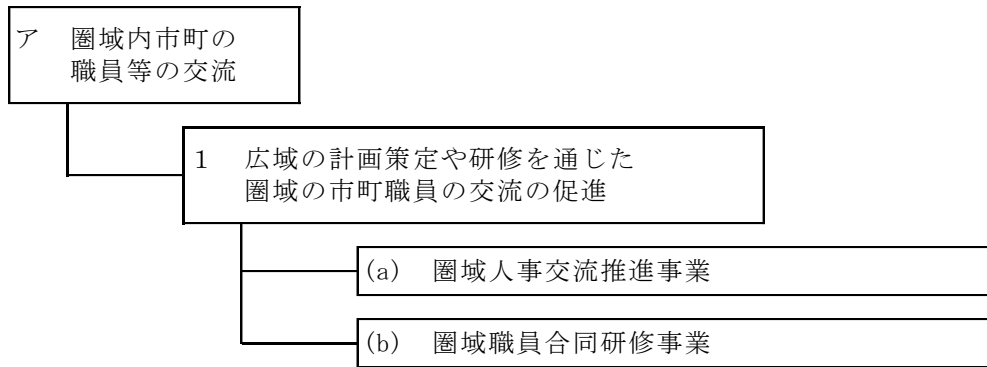 ア 圏域内市町の
職員等の交流
１ 広域の計画策定や研修を通じた
圏域の市町職員の交流の促進
(a) 圏域人事交流推進事業
(b) 圏域職員合同研修事業